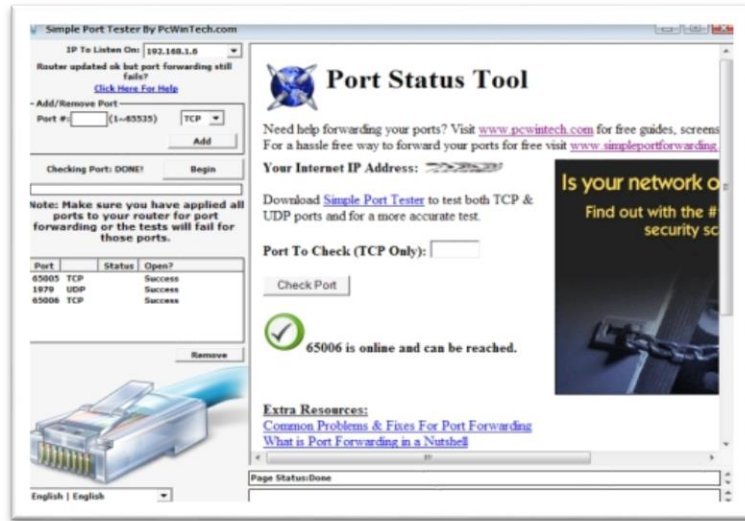 Simple Port Tester By PcWinTech.com
IP To Listen On: 192.168.1.6
Router updated ok but port forwarding still
fails?
Click Here For Help
Add/Remove Port
Port #: (1~65535) TCP
Add
Checking Port: DONE! Begin
Note: Make sure you have applied all
ports to your router for port
forwarding or the tests will fail for
those ports.
Port Status Open?
65005 TCP Success
1979 UDP Success
65006 TCP Success
Remove
English | English
Port Status Tool
Need help forwarding your ports? Visit www.pcwintech.com for free guides, screens
For a hassle free way to forward your ports for free visit www.simpleportforwarding.
Your Internet IP Address:
Download Simple Port Tester to test both TCP &
UDP ports and for a more accurate test.
Port To Check (TCP Only):
Check Port
65006 is online and can be reached.
Extra Resources:
Common Problems & Fixes For Port Forwarding
What is Port Forwarding in a Nutshell
Is your network o
Find out with the #
security sc
Page Status:Done